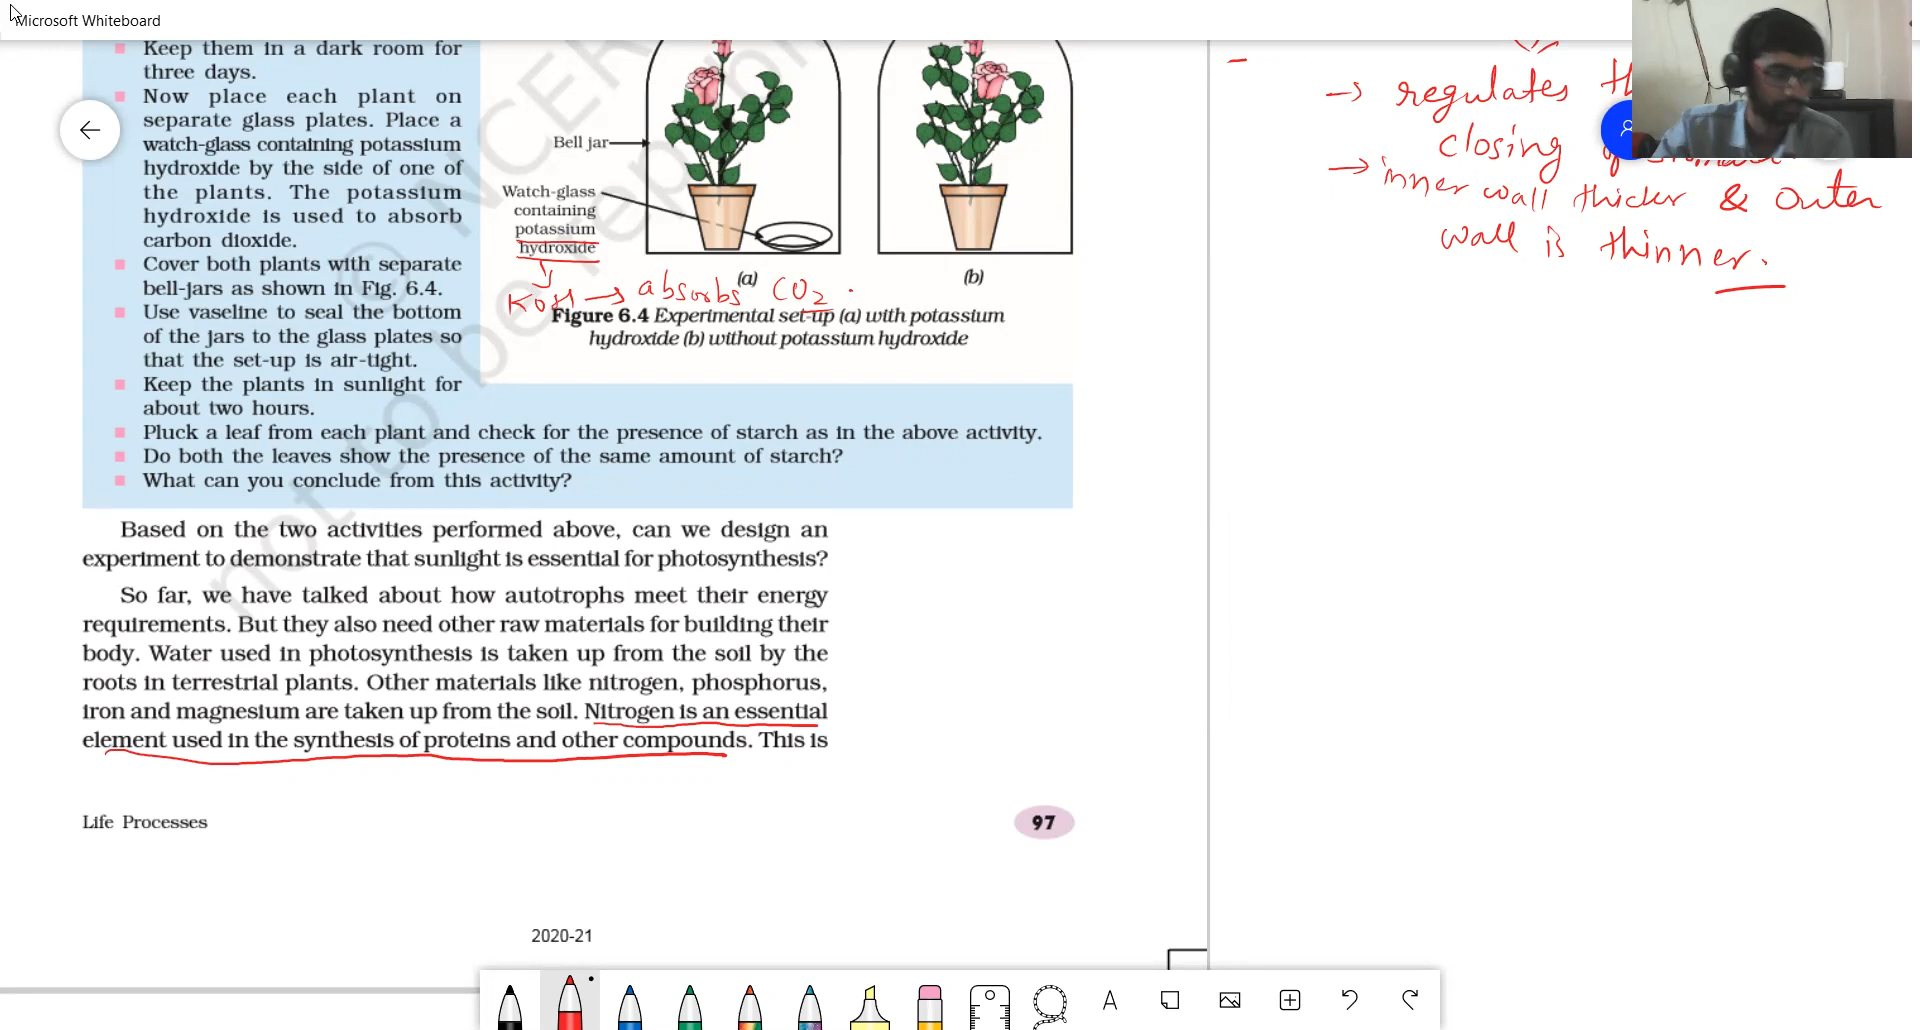 Microsoft Whiteboard
Keep them in a dark room for
three days.
Now place each plant on
separate glass plates. Place a
watch-glass containing potassium
hydroxide by the side of one of
the plants. The potassium
hydroxide is used to absorb
carbon dioxide.
Cover both plants with separate
bell-jars as shown in Fig. 6.4.
Use vaseline to seal the bottom
of the jars to the glass plates so
that the set-up is air-tight.
Keep the plants in sunlight for
about two hours.
Pluck a leaf from each plant and check for the presence of starch as in the above activity.
Do both the leaves show the presence of the same amount of starch?
What can you conclude from this activity?
Bell jar
Watch-glass
containing
potassium
hydroxide
(a)
(b)
KOH → absorbs CO2.
Figure 6.4 Experimental set-up (a) with potassium
hydroxide (b) without potassium hydroxide
Based on the two activities performed above, can we design an
experiment to demonstrate that sunlight is essential for photosynthesis?
So far, we have talked about how autotrophs meet their energy
requirements. But they also need other raw materials for building their
body. Water used in photosynthesis is taken up from the soil by the
roots in terrestrial plants. Other materials like nitrogen, phosphorus,
iron and magnesium are taken up from the soil. Nitrogen is an essential
element used in the synthesis of proteins and other compounds. This is
Life Processes
97
2020-21
© NCER
not to be repr
→ regulates th
closing
→ inner wall thicker & outer
wall is thinner.